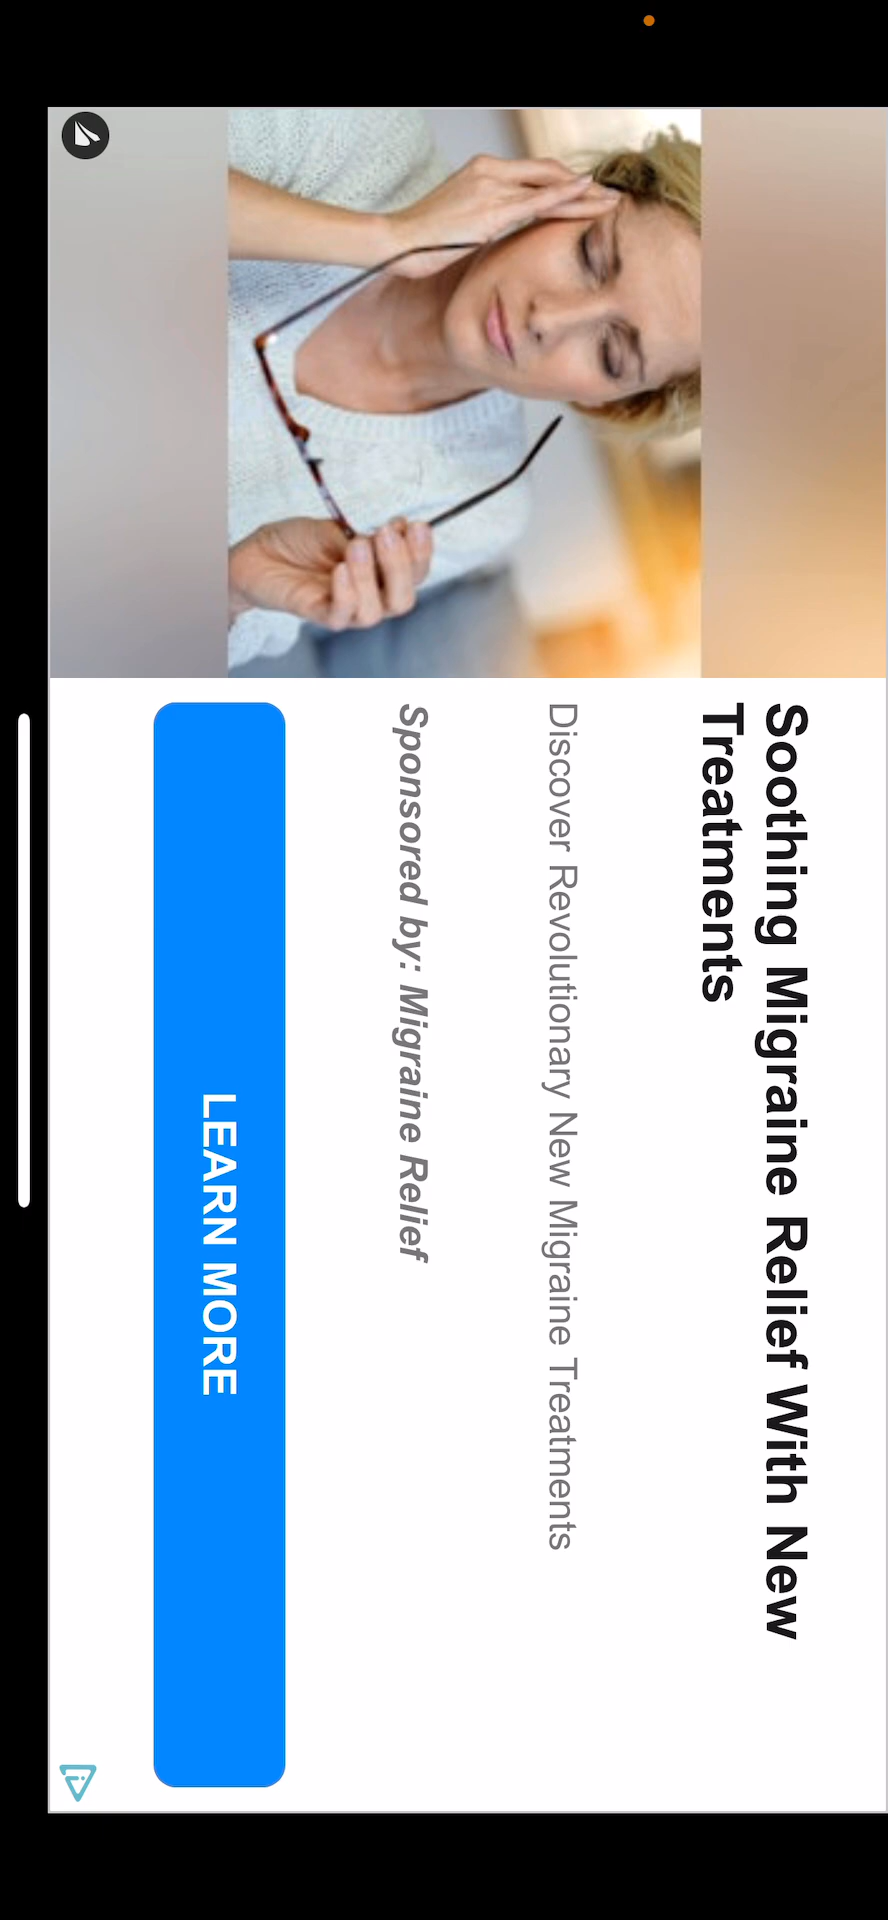 Soothing Migraine Relief With New
Treatments
Discover Revolutionary New Migraine Treatments
Sponsored by: Migraine Relief
LEARN MORE